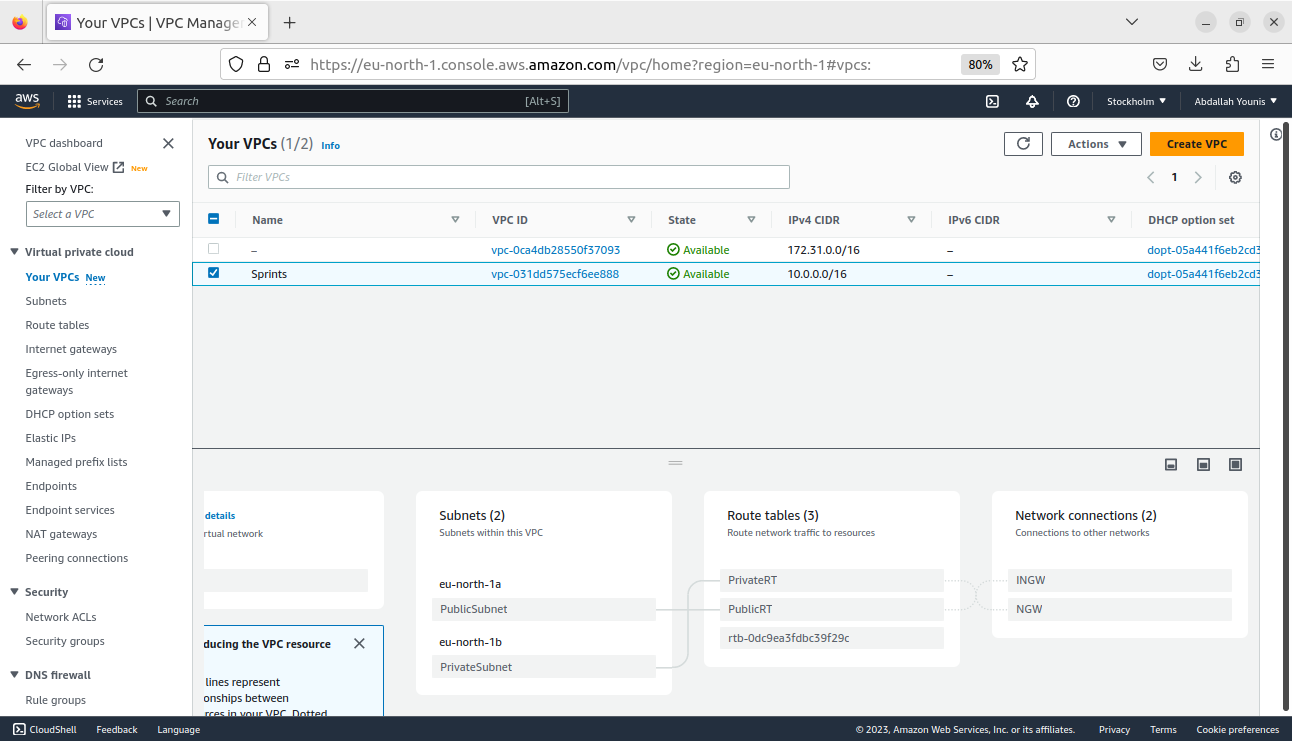 Your VPCs | VPC Manage
https://eu-north-1.console.aws.amazon.com/vpc/home?region=eu-north-1#vpcs:
80%
aws
Services
Search
[Alt+S]
Stockholm
Abdallah Younis
VPC dashboard
EC2 Global View New
Filter by VPC:
Select a VPC
Virtual private cloud
Your VPCs New
Subnets
Route tables
Internet gateways
Egress-only internet
gateways
DHCP option sets
Elastic IPs
Managed prefix lists
Endpoints
Endpoint services
NAT gateways
Peering connections
Security
Network ACLs
Security groups
DNS firewall
Rule groups
Your VPCs (1/2) Info
Actions
Create VPC
Filter VPCs
1
Name VPC ID State IPv4 CIDR IPv6 CIDR DHCP option set
– vpc-0ca4db28550f37093 Available 172.31.0.0/16 – dopt-05a441f6eb2cd3
Sprints vpc-031dd575ecf6ee888 Available 10.0.0.0/16 – dopt-05a441f6eb2cd3
details
rtual network
ducing the VPC resource
lines represent
onships between
rces in your VPC. Dotted
Subnets (2)
Subnets within this VPC
eu-north-1a
PublicSubnet
eu-north-1b
PrivateSubnet
Route tables (3)
Route network traffic to resources
PrivateRT
PublicRT
rtb-0dc9ea3fdbc39f29c
Network connections (2)
Connections to other networks
INGW
NGW
CloudShell Feedback Language
© 2023, Amazon Web Services, Inc. or its affiliates. Privacy Terms Cookie preferences